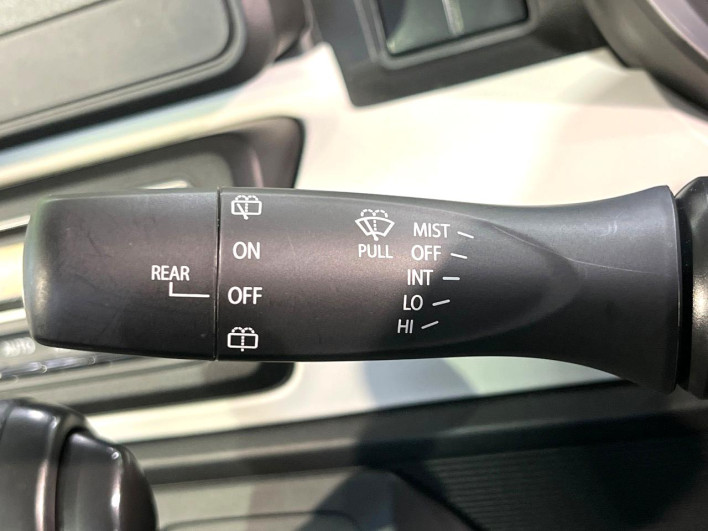 REAR
ON
OFF
PULL
MIST
OFF
INT
LO
HI